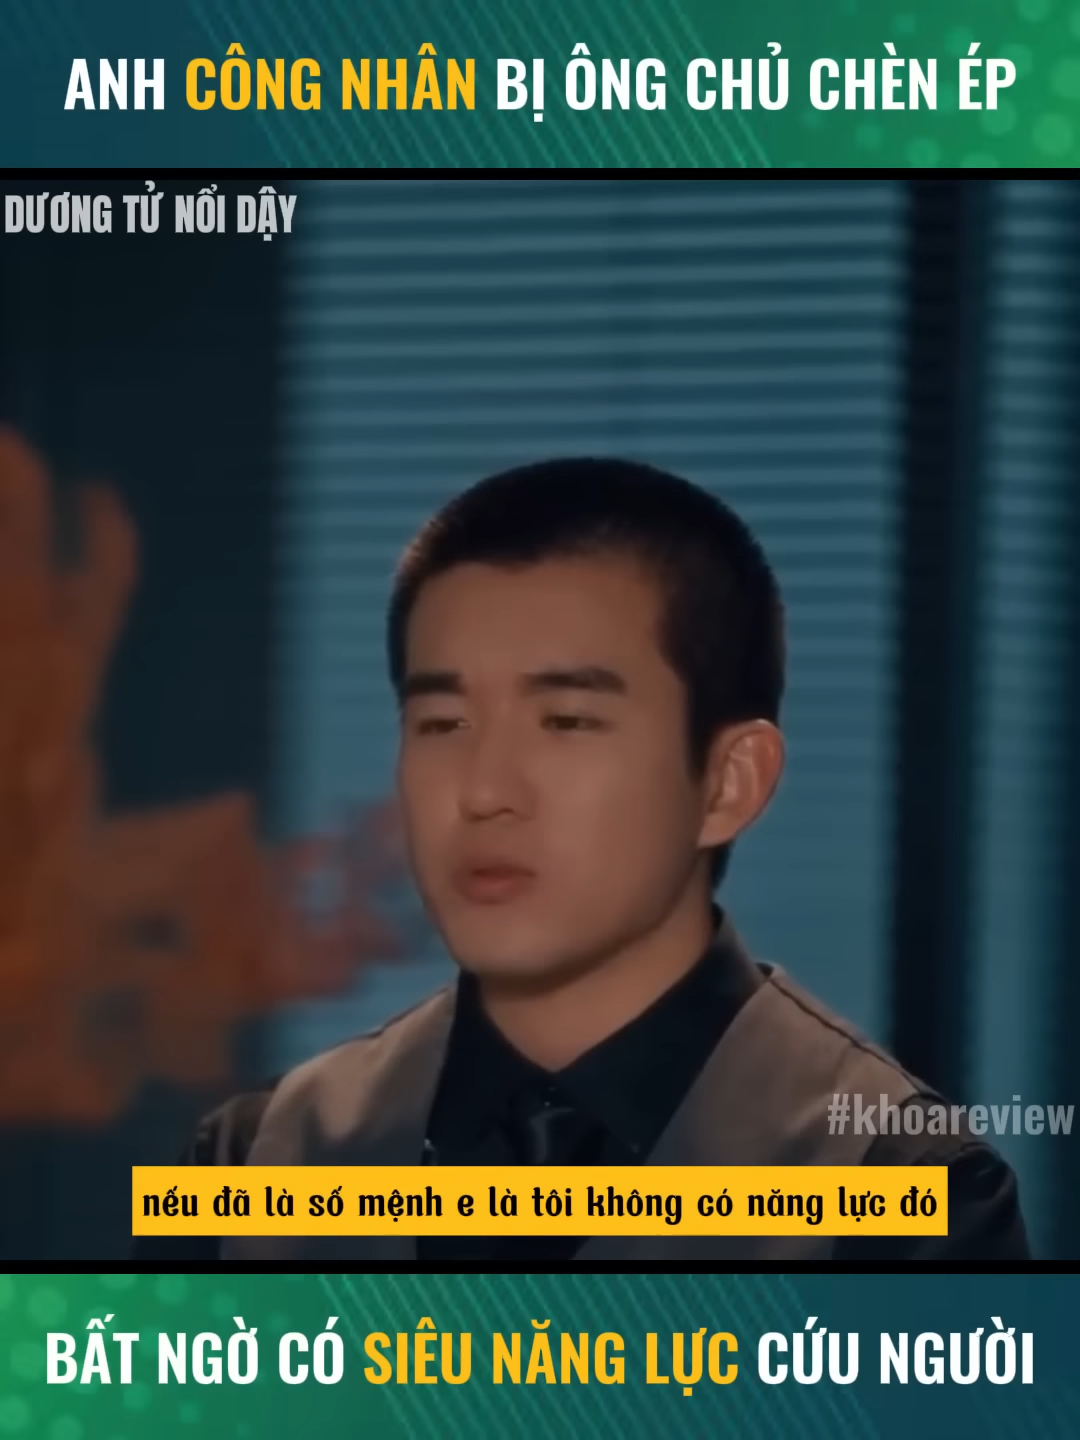 ANH CÔNG NHÂN BỊ ÔNG CHỦ CHÈN ÉP
DƯƠNG TỬ NỔI DẬY
#khoareview
nếu đã là số mệnh e là tôi không có năng lực đó
BẤT NGỜ CÓ SIÊU NĂNG LỰC CỨU NGƯỜI